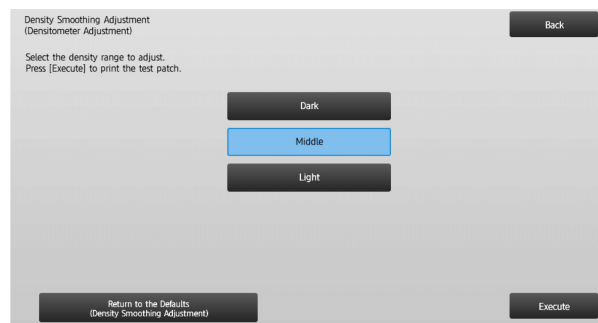 Density Smoothing Adjustment
(Densitometer Adjustment)
Back
Select the density range to adjust.
Press [Execute] to print the test patch.
Dark
Middle
Light
Return to the Defaults
(Density Smoothing Adjustment)
Execute